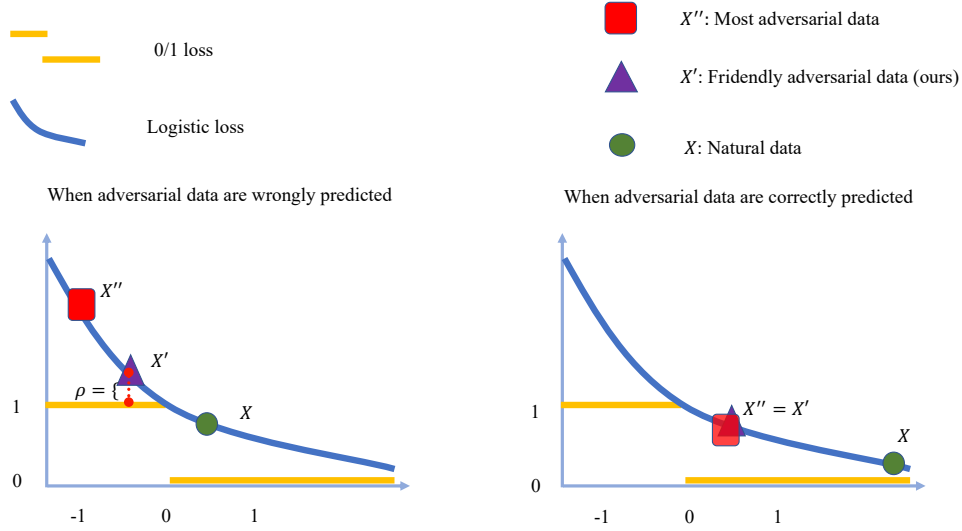 0/1 loss
Logistic loss
X'': Most adversarial data
X': Fridendly adversarial data (ours)
X: Natural data
When adversarial data are wrongly predicted
X''
X'
ρ = {
X
1
0
-1 0 1
When adversarial data are correctly predicted
X'' = X'
X
1
0
-1 0 1